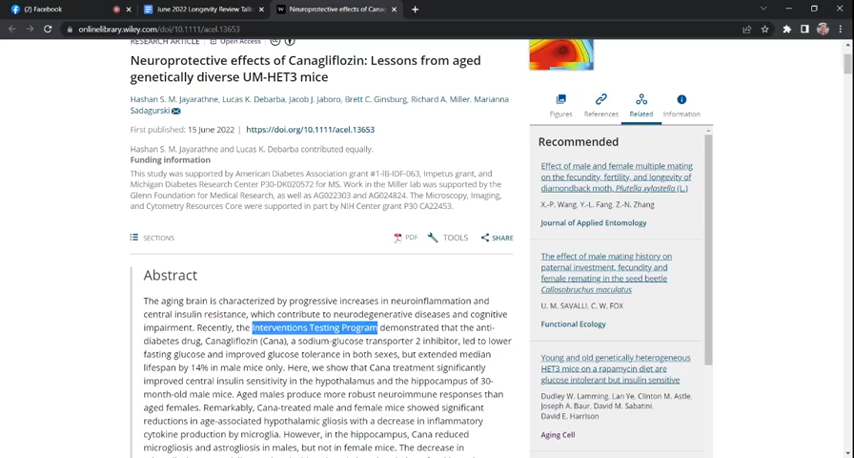 (2) Facebook
June 2022 Longevity Review Talk
Neuroprotective effects of Canag
onlinelibrary.wiley.com/doi/10.1111/acel.13653
RESEARCH ARTICLE Open Access
Neuroprotective effects of Canagliflozin: Lessons from aged
genetically diverse UM-HET3 mice
Hashan S. M. Jayarathne, Lucas K. Debarba, Jacob J. Jaboro, Brett C. Ginsburg, Richard A. Miller, Marianna
Sadagurski
First published: 15 June 2022 | https://doi.org/10.1111/acel.13653
Hashan S. M. Jayarathne and Lucas K. Debarba contributed equally.
Funding information
This study was supported by American Diabetes Association grant #1-IB-IDF-063, Impetus grant, and
Michigan Diabetes Research Center P30-DK020572 for MS. Work in the Miller lab was supported by the
Glenn Foundation for Medical Research, as well as AG022303 and AG024824. The Microscopy, Imaging,
and Cytometry Resources Core were supported in part by NIH Center grant P30 CA22453.
SECTIONS PDF TOOLS SHARE
Abstract
The aging brain is characterized by progressive increases in neuroinflammation and
central insulin resistance, which contribute to neurodegenerative diseases and cognitive
impairment. Recently, the Interventions Testing Program demonstrated that the anti-
diabetes drug, Canagliflozin (Cana), a sodium-glucose transporter 2 inhibitor, led to lower
fasting glucose and improved glucose tolerance in both sexes, but extended median
lifespan by 14% in male mice only. Here, we show that Cana treatment significantly
improved central insulin sensitivity in the hypothalamus and the hippocampus of 30-
month-old male mice. Aged males produce more robust neuroimmune responses than
aged females. Remarkably, Cana-treated male and female mice showed significant
reductions in age-associated hypothalamic gliosis with a decrease in inflammatory
cytokine production by microglia. However, in the hippocampus, Cana reduced
microgliosis and astrogliosis in males, but not in female mice. The decrease in
Figures References Related Information
Recommended
Effect of male and female multiple mating
on the fecundity, fertility, and longevity of
diamondback moth, Plutella xylostella (L.)
X.-P. Wang, Y.-L. Fang, Z.-N. Zhang
Journal of Applied Entomology
The effect of male mating history on
paternal investment, fecundity and
female remating in the seed beetle
Callosobruchus maculatus
U. M. SAVALLI, C. W. FOX
Functional Ecology
Young and old genetically heterogeneous
HET3 mice on a rapamycin diet are
glucose intolerant but insulin sensitive
Dudley W. Lamming, Lan Ye, Clinton M. Astle,
Joseph A. Baur, David M. Sabatini,
David E. Harrison
Aging Cell